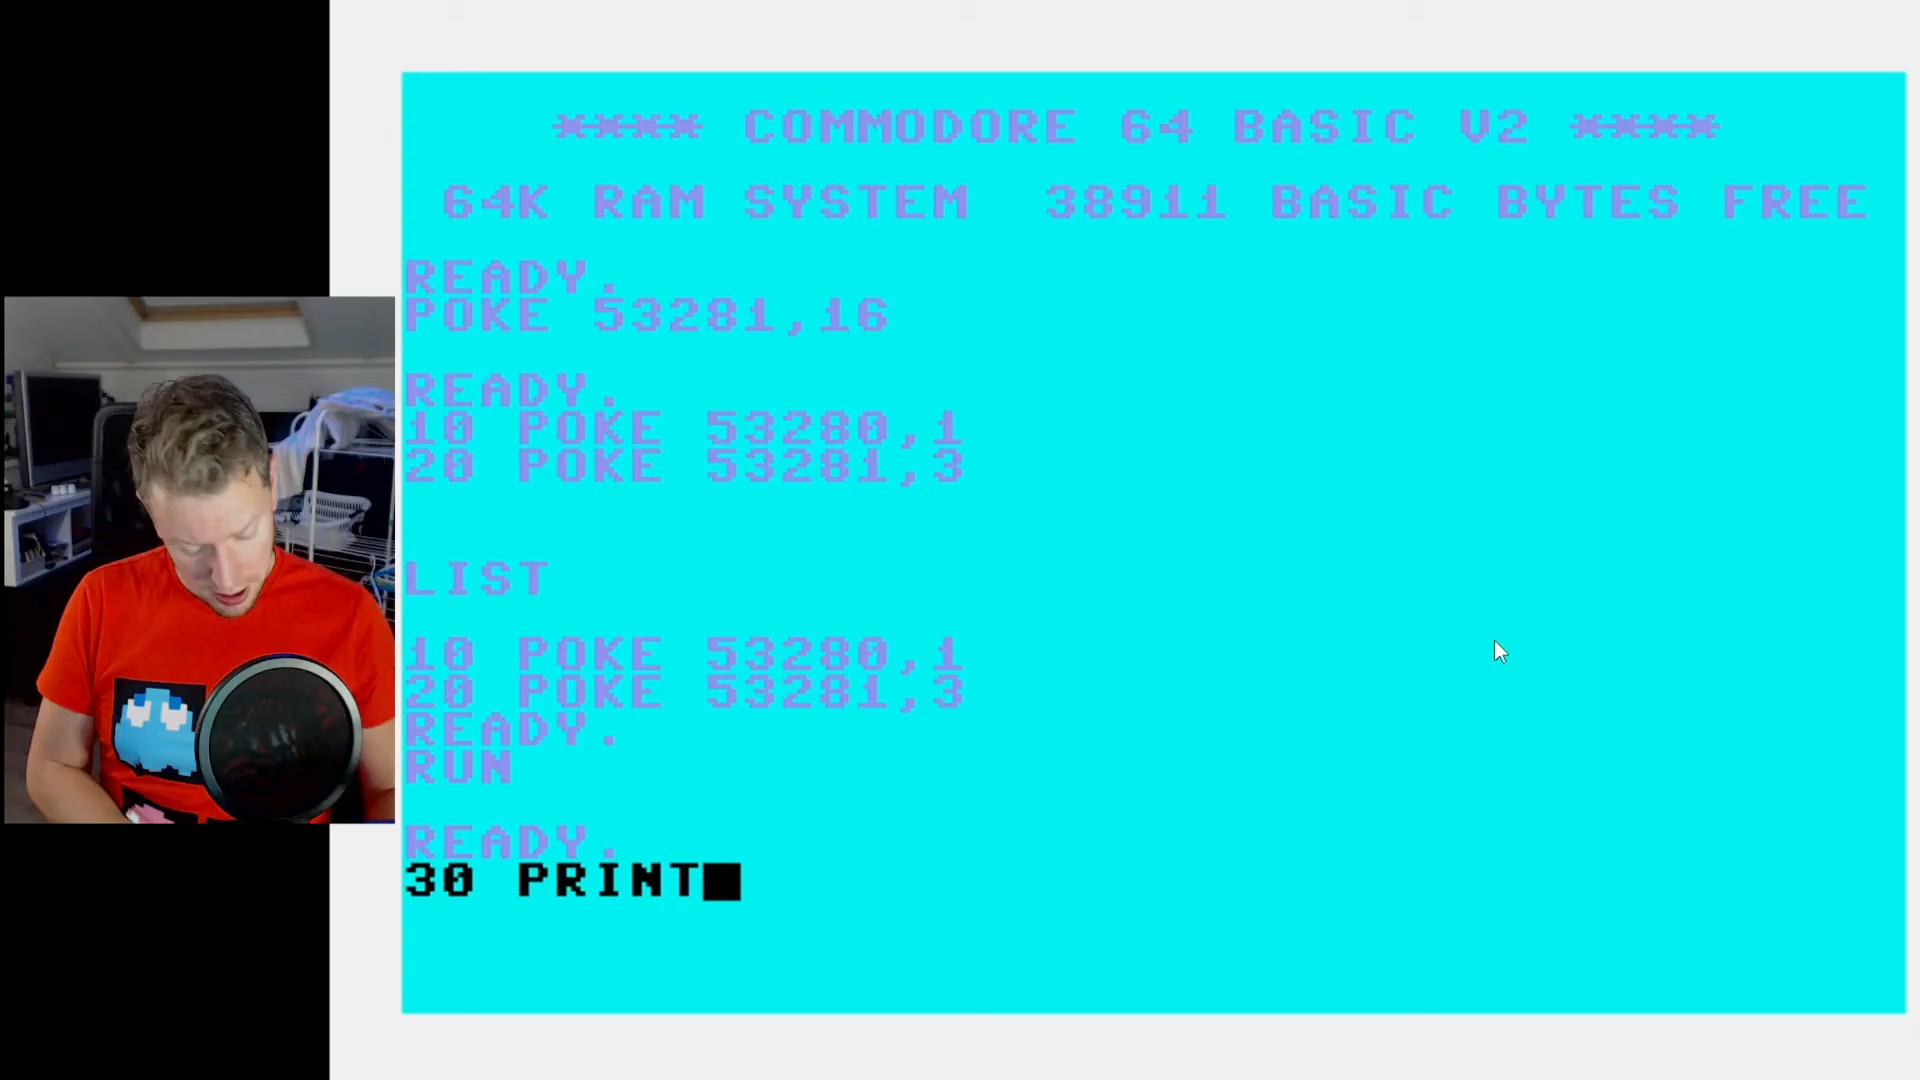 **** COMMODORE 64 BASIC V2 ****
64K RAM SYSTEM  38911 BASIC BYTES FREE
READY.
POKE 53281,16
READY.
10 POKE 53280,1
20 POKE 53281,3
LIST
10 POKE 53280,1
20 POKE 53281,3
READY.
RUN
READY.
30 PRINT